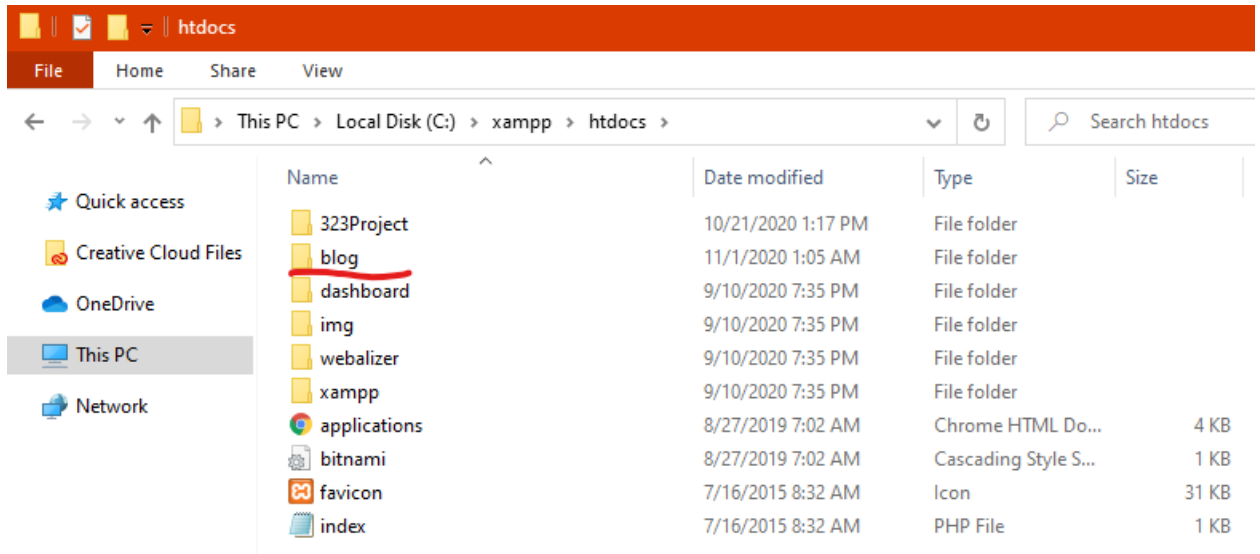 htdocs
File Home Share View
This PC > Local Disk (C:) > xampp > htdocs > Search htdocs
Name Date modified Type Size
Quick access
Creative Cloud Files
OneDrive
This PC
Network
323Project 10/21/2020 1:17 PM File folder
blog 11/1/2020 1:05 AM File folder
dashboard 9/10/2020 7:35 PM File folder
img 9/10/2020 7:35 PM File folder
webalizer 9/10/2020 7:35 PM File folder
xampp 9/10/2020 7:35 PM File folder
applications 8/27/2019 7:02 AM Chrome HTML Do... 4 KB
bitnami 8/27/2019 7:02 AM Cascading Style S... 1 KB
favicon 7/16/2015 8:32 AM Icon 31 KB
index 7/16/2015 8:32 AM PHP File 1 KB